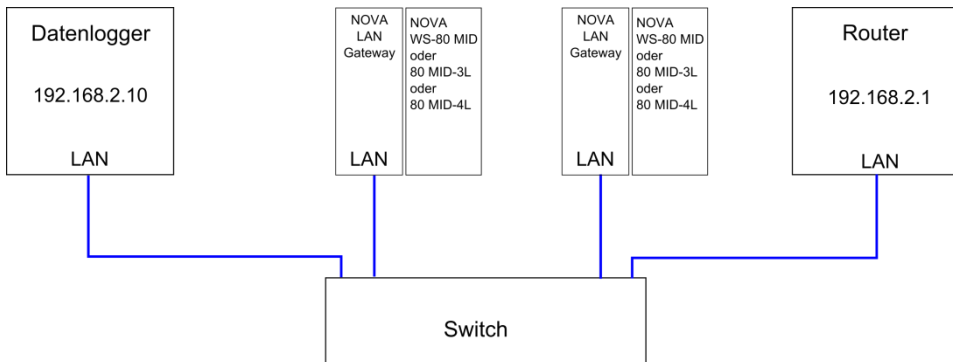 Datenlogger
192.168.2.10
LAN
NOVA
LAN
Gateway
LAN
NOVA
WS-80 MID
oder
80 MID-3L
oder
80 MID-4L
NOVA
LAN
Gateway
LAN
NOVA
WS-80 MID
oder
80 MID-3L
oder
80 MID-4L
Router
192.168.2.1
LAN
Switch